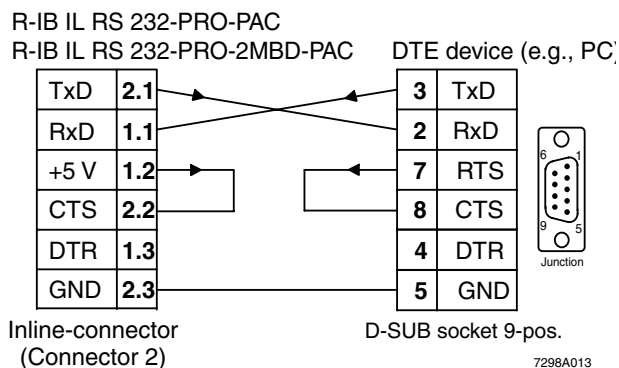 R-IB IL RS 232-PRO-PAC
R-IB IL RS 232-PRO-2MBD-PAC DTE device (e.g., PC)
TxD 2.1 3 TxD
RxD 1.1 2 RxD
+5 V 1.2 7 RTS
CTS 2.2 8 CTS
DTR 1.3 4 DTR
GND 2.3 5 GND
6 1
9 5
Junction
Inline-connector
(Connector 2)
D-SUB socket 9-pos.
7298A013